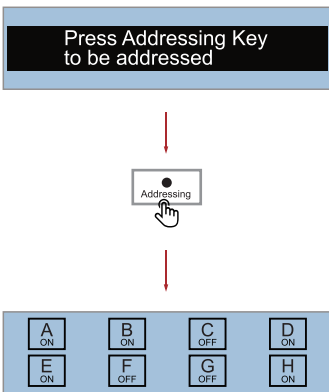 Press Addressing Key
to be addressed
Addressing
A B C D
ON ON OFF ON
E F G H
ON OFF OFF ON